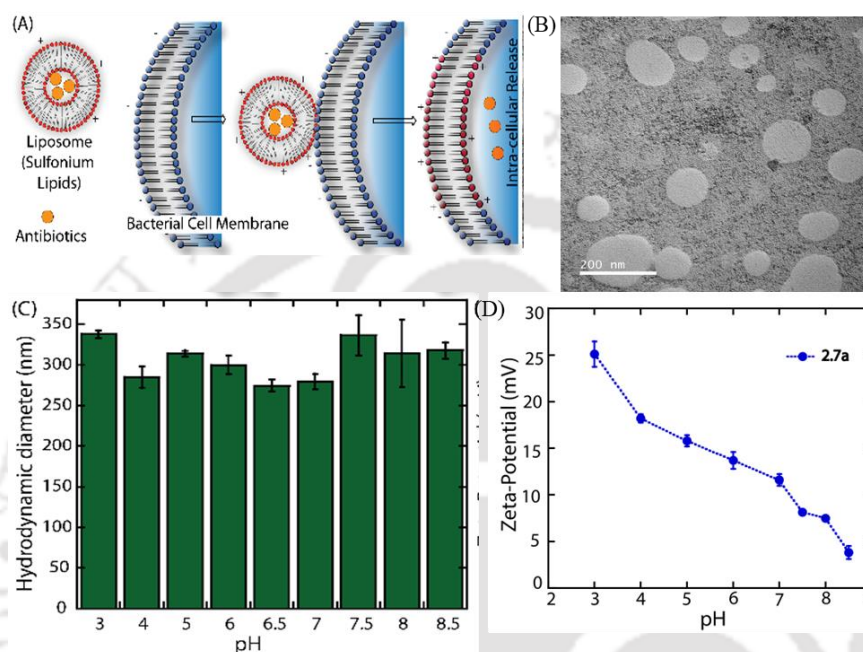 (A)
Liposome
(Sulfonium
Lipids)
Antibiotics
Bacterial Cell Membrane
Intra-cellular Release
+
-
(B)
200 nm
(C)
Hydrodynamic diameter (nm)
350
300
250
200
150
100
50
0
3 4 5 6 6.5 7 7.5 8 8.5
pH
(D)
Zeta-Potential (mV)
30
25
20
15
10
5
0
2.7a
2 3 4 5 6 7 8
pH